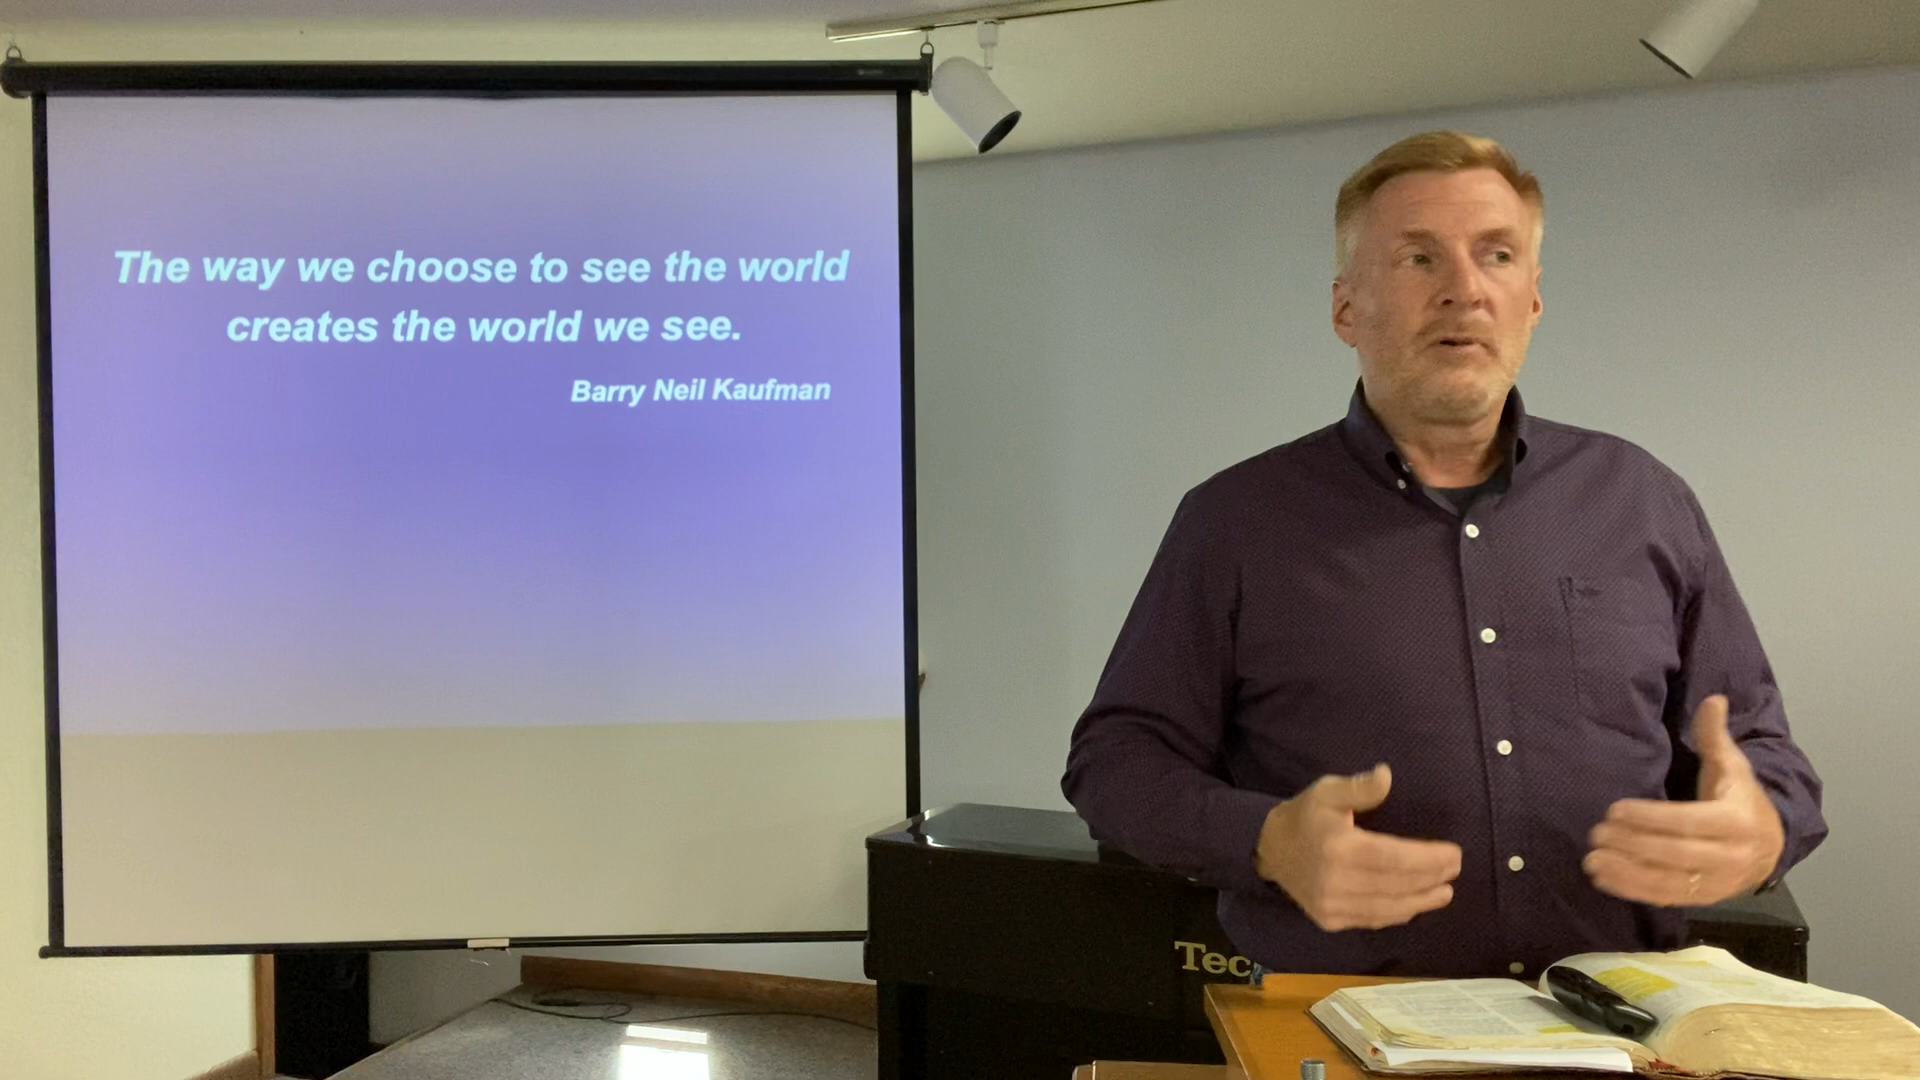 The way we choose to see the world
creates the world we see.
Barry Neil Kaufman
Tec